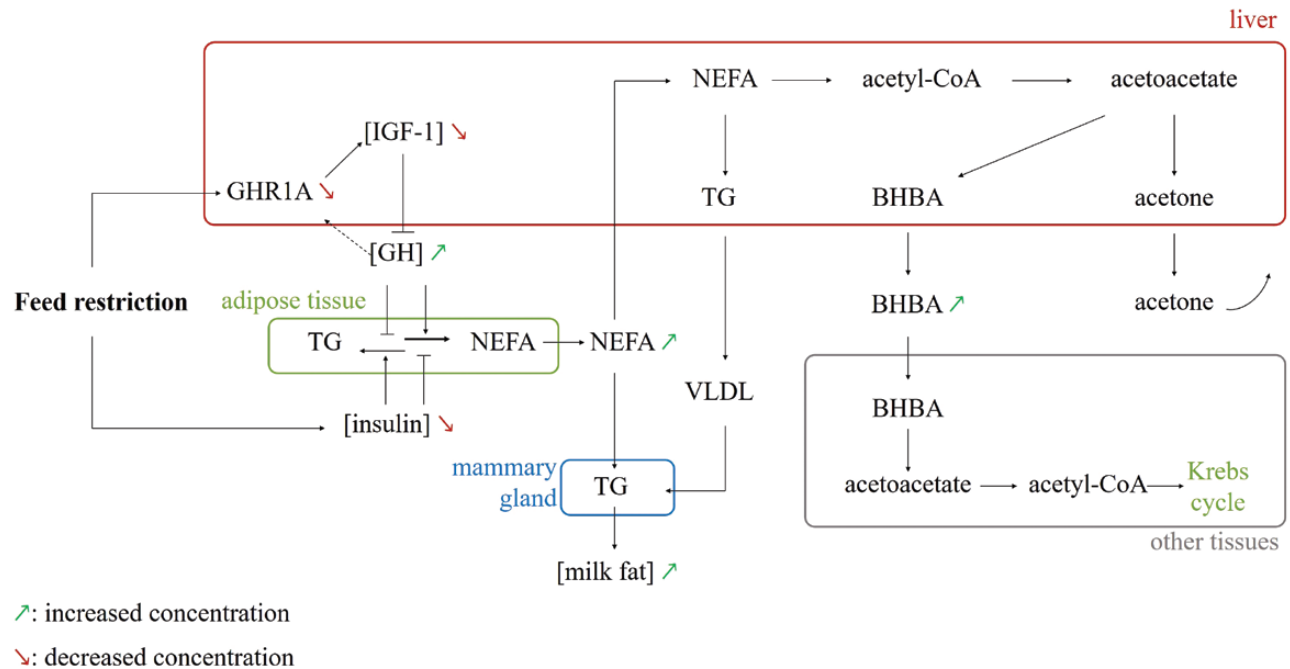 liver
NEFA
acetyl-CoA
acetoacetate
[IGF-1]
GHR1A
TG
BHBA
acetone
[GH]
Feed restriction
adipose tissue
BHBA
acetone
TG
NEFA
NEFA
VLDL
BHBA
[insulin]
mammary
gland
TG
acetoacetate
acetyl-CoA
Krebs
cycle
other tissues
[milk fat]
: increased concentration
: decreased concentration